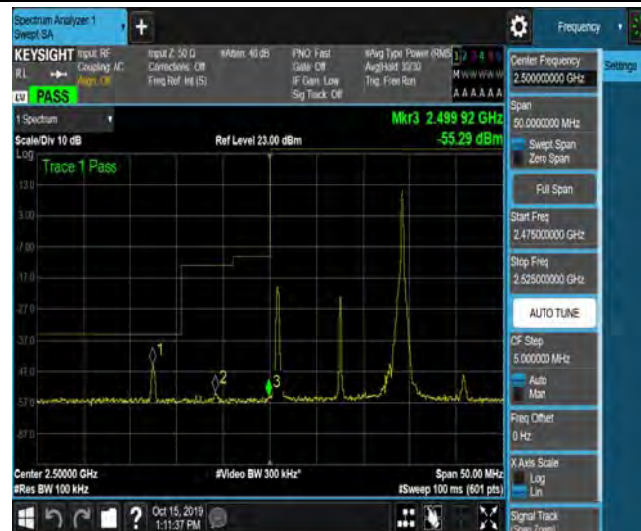 Spectrum Analyzer 1
Swept SA
Frequency
KEYSIGHT
Input: RF
Coupling: AC
Align: Off
Input Z: 50 Ω
Corrections: Off
Freq Ref: Int (S)
#Atten: 40 dB
PNO: Fast
Gate: Off
IF Gain: Low
Sig Track: Off
#Avg Type: Power (RMS)
Avg|Hold: 30/30
Trig: Free Run
M W W W W W
A A A A A A
RL
LV PASS
1 Spectrum
Scale/Div 10 dB
Ref Level 23.00 dBm
Mkr3 2.499 92 GHz
-55.29 dBm
Log
Trace 1 Pass
13.0
3.00
-7.00
-17.0
-27.0
-37.0
-47.0
-57.0
-67.0
1
2
3
Center 2.50000 GHz
#Res BW 100 kHz
#Video BW 300 kHz*
Span 50.00 MHz
#Sweep 100 ms (601 pts)
Oct 15, 2019
1:11:37 PM
Center Frequency
2.500000000 GHz
Settings
Span
50.0000000 MHz
Swept Span
Zero Span
Full Span
Start Freq
2.475000000 GHz
Stop Freq
2.525000000 GHz
AUTO TUNE
CF Step
5.000000 MHz
Auto
Man
Freq Offset
0 Hz
X Axis Scale
Log
Lin
Signal Track
(Span Zoom)